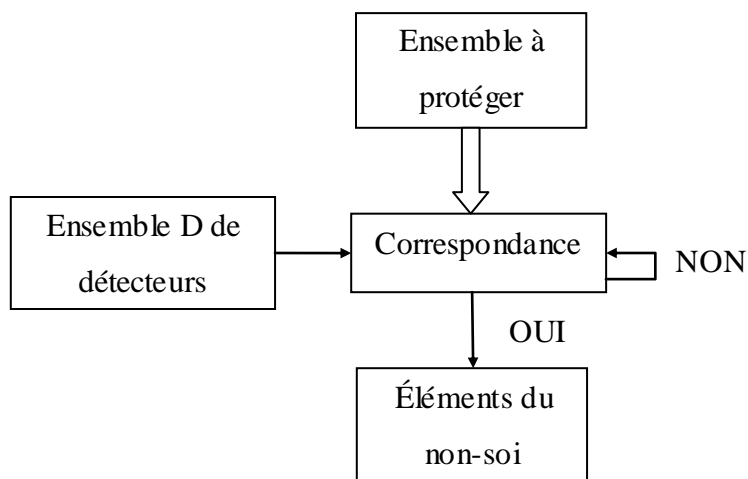 Ensemble à
protéger
Ensemble D de
détecteurs
Correspondance
NON
OUI
Éléments du
non-soi